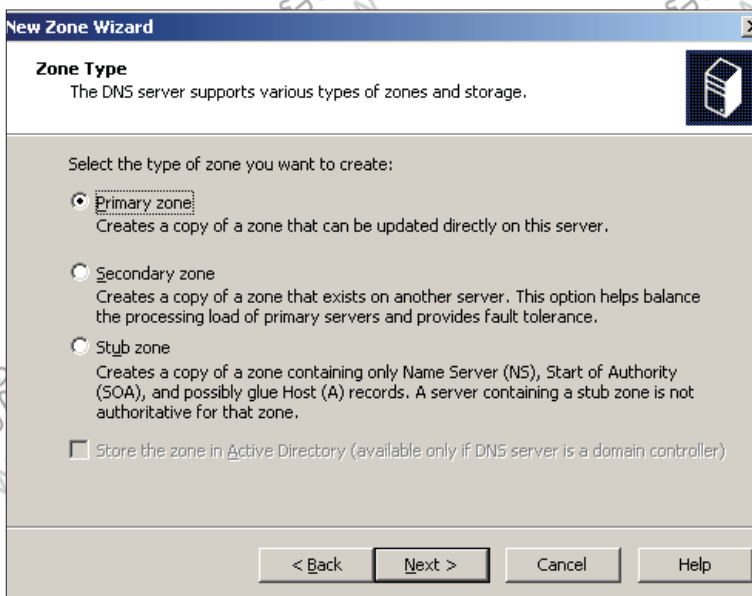 New Zone Wizard
Zone Type
The DNS server supports various types of zones and storage.
Select the type of zone you want to create:
Primary zone
Creates a copy of a zone that can be updated directly on this server.
Secondary zone
Creates a copy of a zone that exists on another server. This option helps balance
the processing load of primary servers and provides fault tolerance.
Stub zone
Creates a copy of a zone containing only Name Server (NS), Start of Authority
(SOA), and possibly glue Host (A) records. A server containing a stub zone is not
authoritative for that zone.
Store the zone in Active Directory (available only if DNS server is a domain controller)
< Back
Next >
Cancel
Help